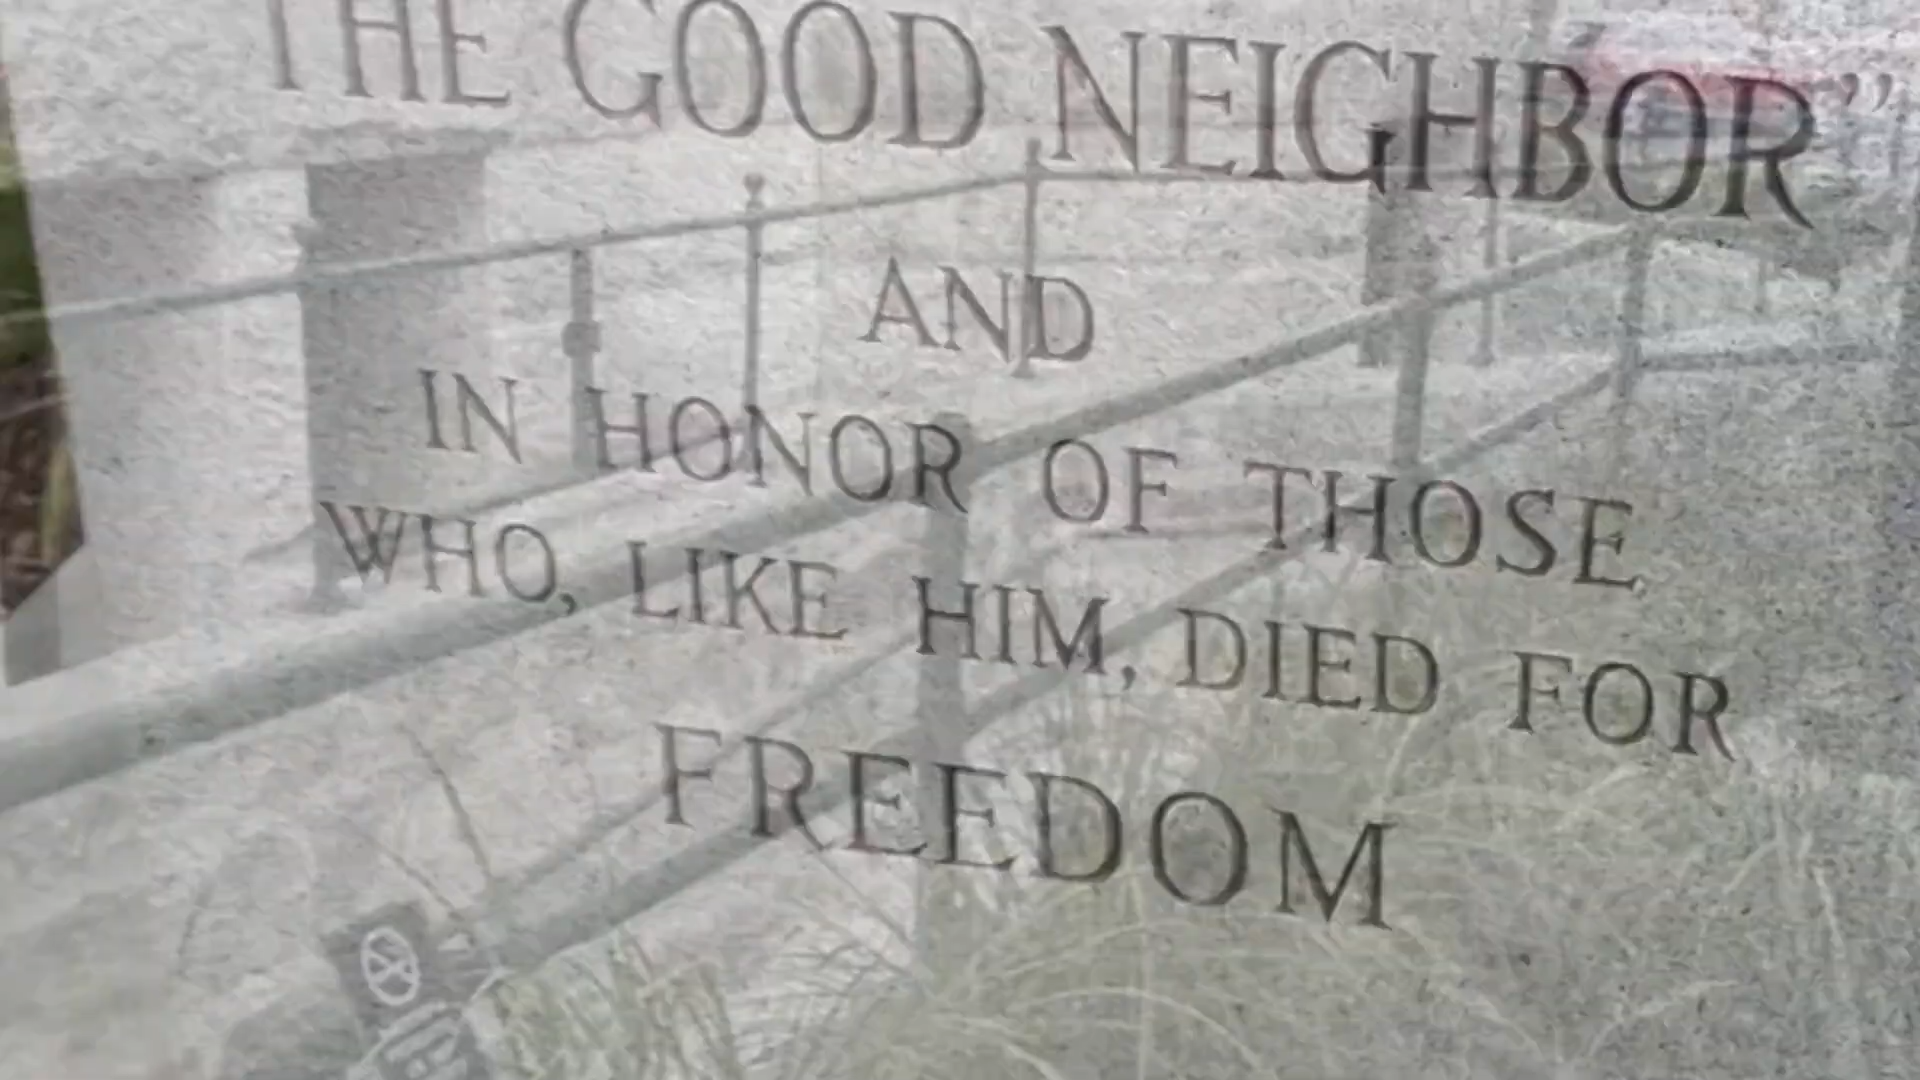 THE GOOD NEIGHBOR”
AND
IN HONOR OF THOSE
WHO, LIKE HIM, DIED FOR
FREEDOM